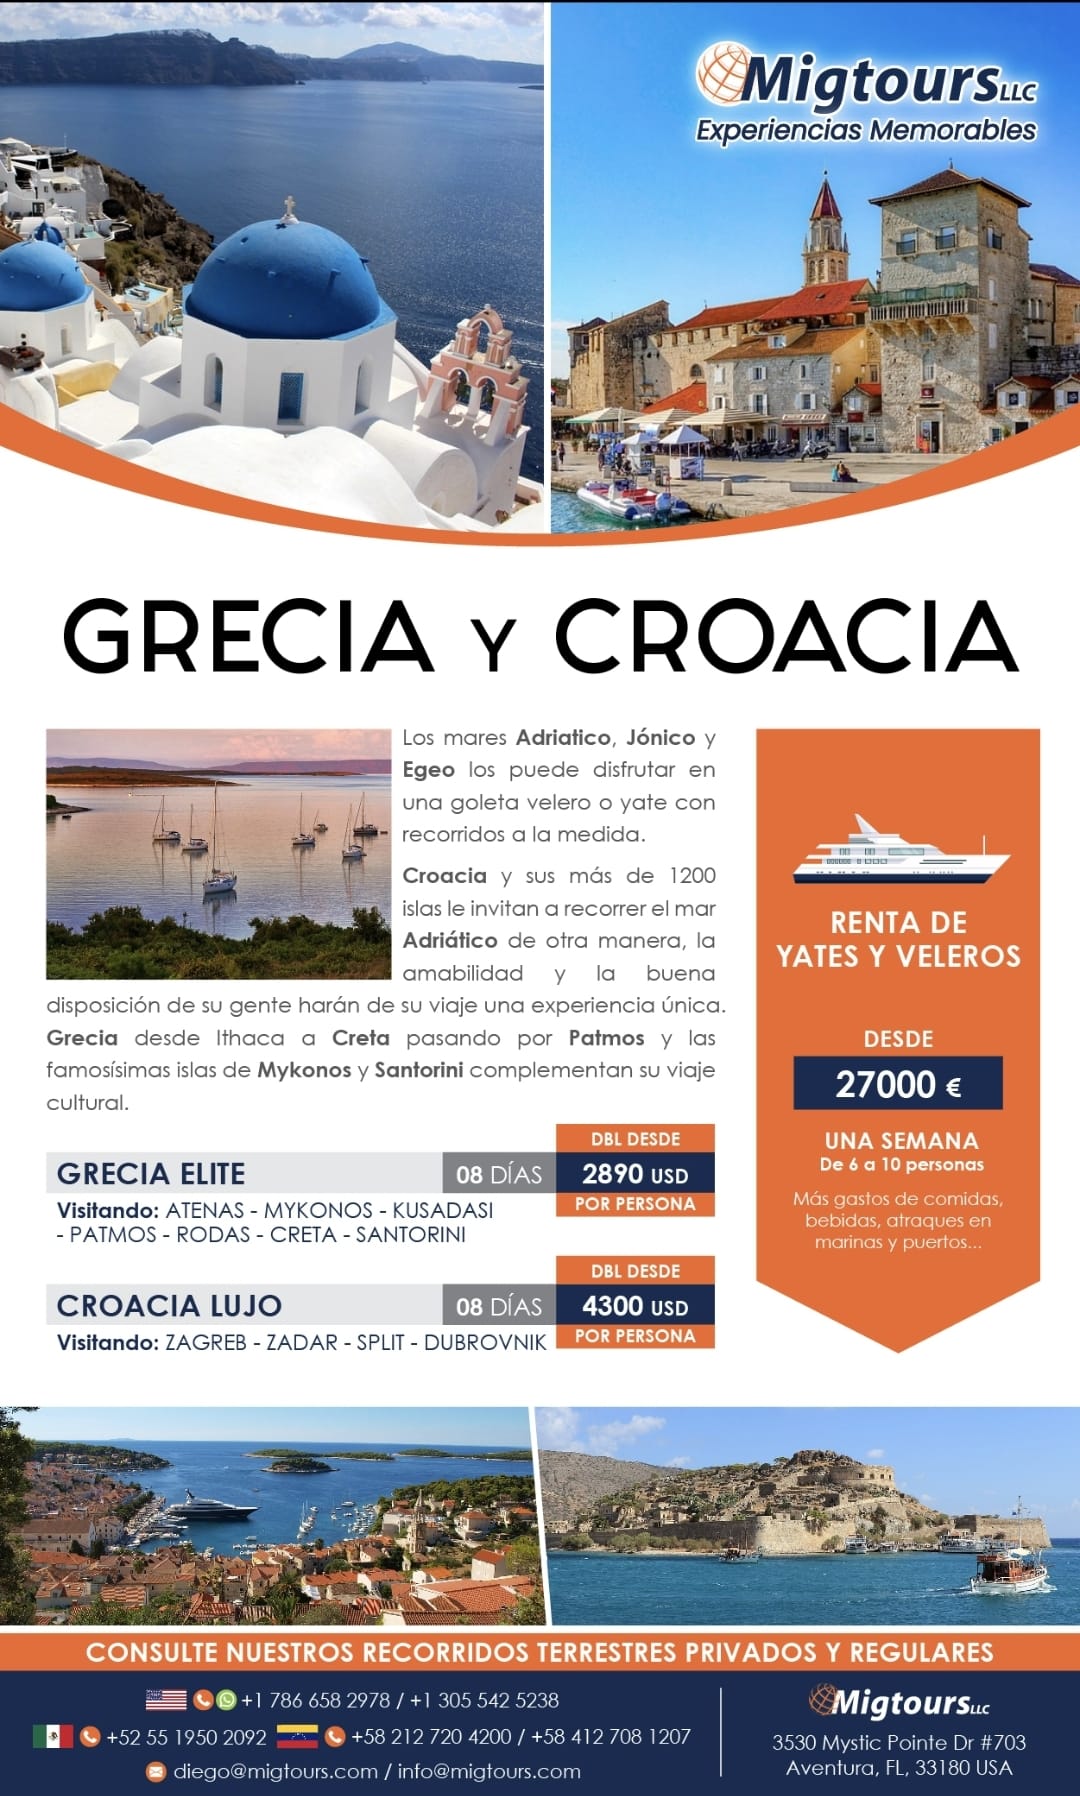 Migtours LLC
Experiencias Memorables
GRECIA Y CROACIA
Los mares Adriatico, Jónico y
Egeo los puede disfrutar en
una goleta velero o yate con
recorridos a la medida.
Croacia y sus más de 1200
islas le invitan a recorrer el mar
Adriático de otra manera, la
amabilidad y la buena
disposición de su gente harán de su viaje una experiencia única.
Grecia desde Ithaca a Creta pasando por Patmos y las
famosísimas islas de Mykonos y Santorini complementan su viaje
cultural.
RENTA DE
YATES Y VELEROS
DESDE
27000 €
UNA SEMANA
De 6 a 10 personas
Más gastos de comidas,
bebidas, atraques en
marinas y puertos...
DBL DESDE
GRECIA ELITE 08 DÍAS 2890 USD
POR PERSONA
Visitando: ATENAS - MYKONOS - KUSADASI
- PATMOS - RODAS - CRETA - SANTORINI
DBL DESDE
CROACIA LUJO 08 DÍAS 4300 USD
POR PERSONA
Visitando: ZAGREB - ZADAR - SPLIT - DUBROVNIK
CONSULTE NUESTROS RECORRIDOS TERRESTRES PRIVADOS Y REGULARES
+1 786 658 2978 / +1 305 542 5238
+52 55 1950 2092 +58 212 720 4200 / +58 412 708 1207
diego@migtours.com / info@migtours.com
Migtours LLC
3530 Mystic Pointe Dr #703
Aventura, FL, 33180 USA